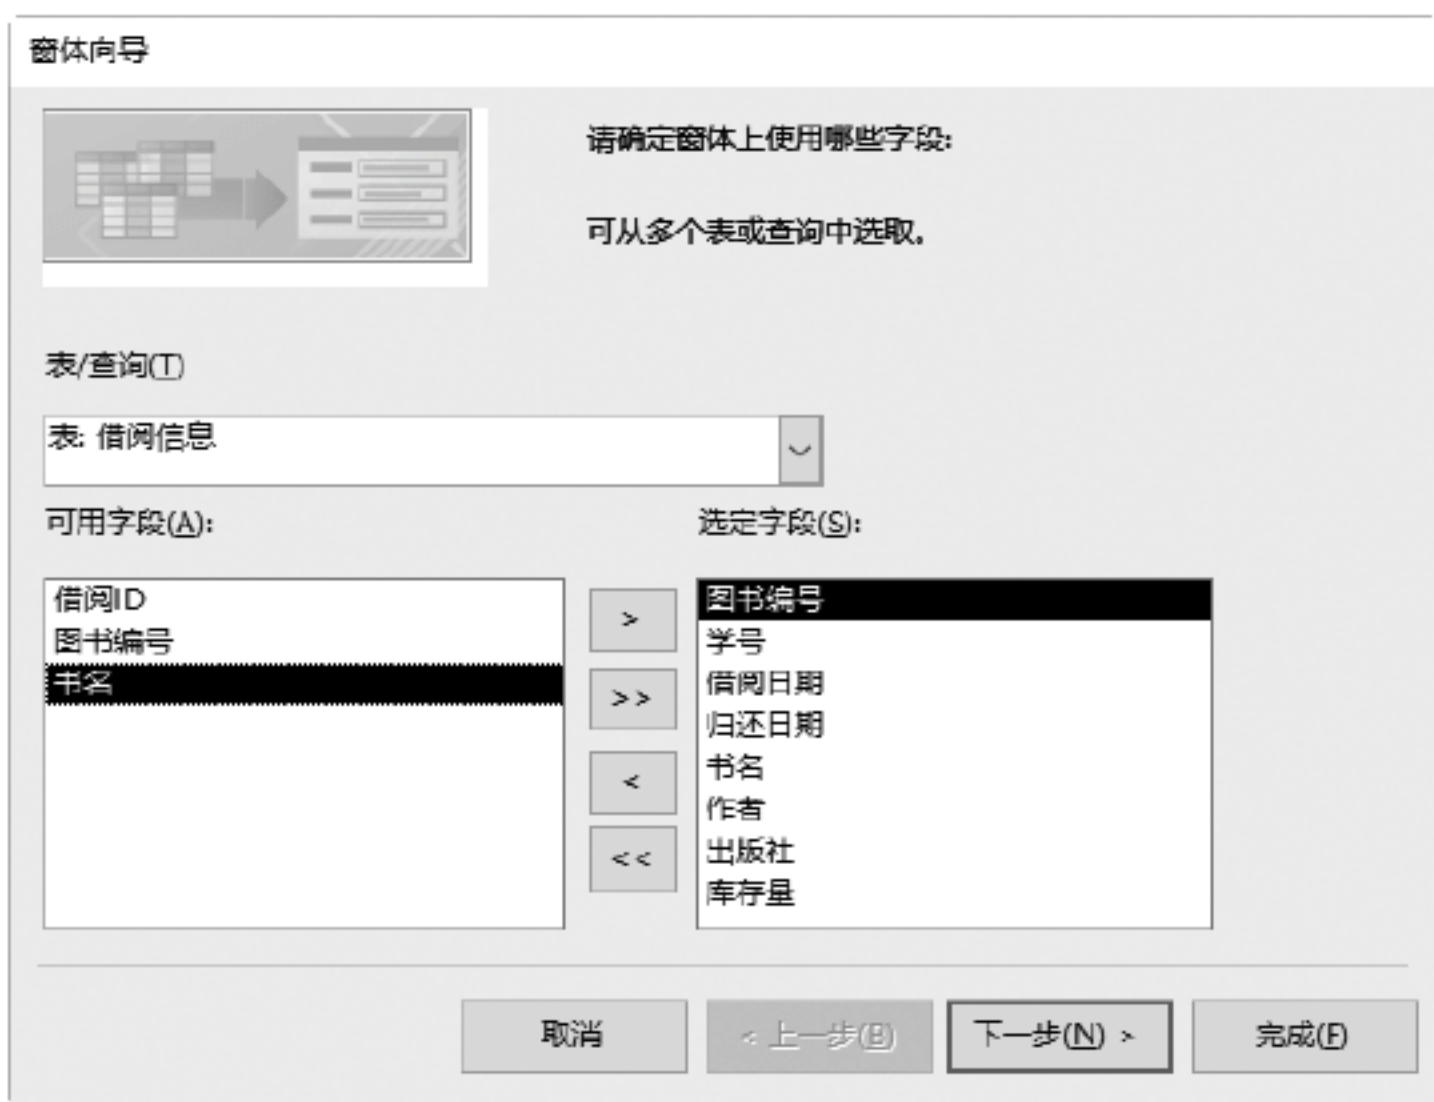 窗体向导
请确定窗体上使用哪些字段:
可从多个表或查询中选取。
表/查询(T)
表: 借阅信息
可用字段(A):
选定字段(S):
借阅ID
图书编号
书名
>
>>
<
<<
图书编号
学号
借阅日期
归还日期
书名
作者
出版社
库存量
取消
< 上一步(B)
下一步(N) >
完成(F)